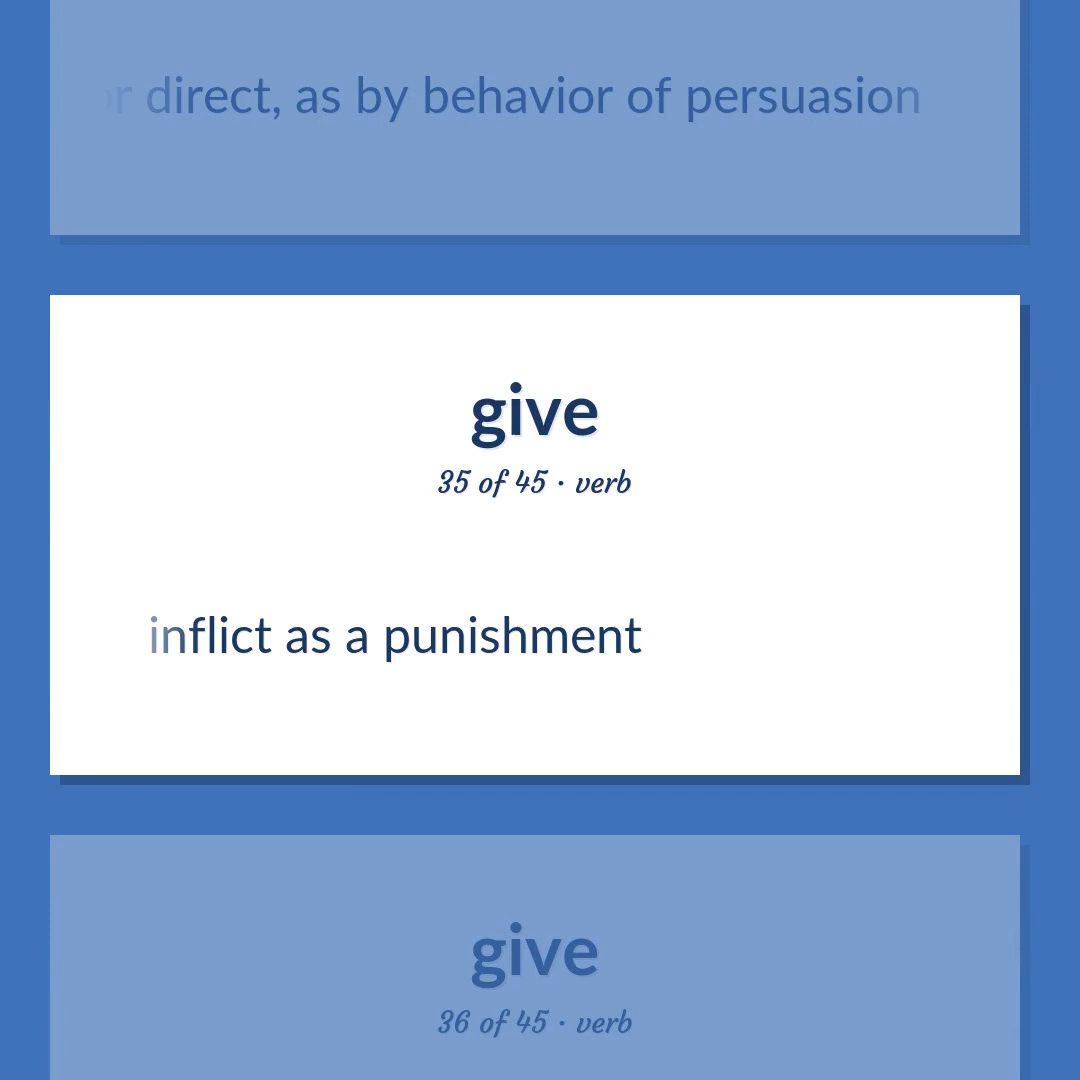 r direct, as by behavior of persuasion
give
35 of 45 · verb
inflict as a punishment
give
36 of 45 · verb